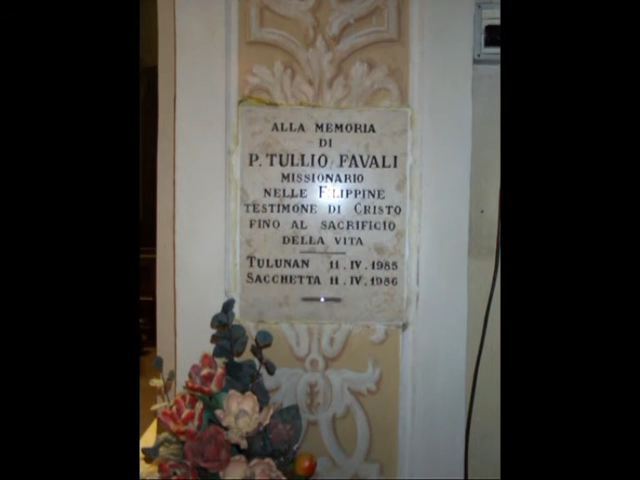 ALLA MEMORIA
DI
P. TULLIO FAVALI
MISSIONARIO
NELLE FILIPPINE
TESTIMONE DI CRISTO
FINO AL SACRIFICIO
DELLA VITA
TULUNAN 11.IV.1985
SACCHETTA 11.IV.1986